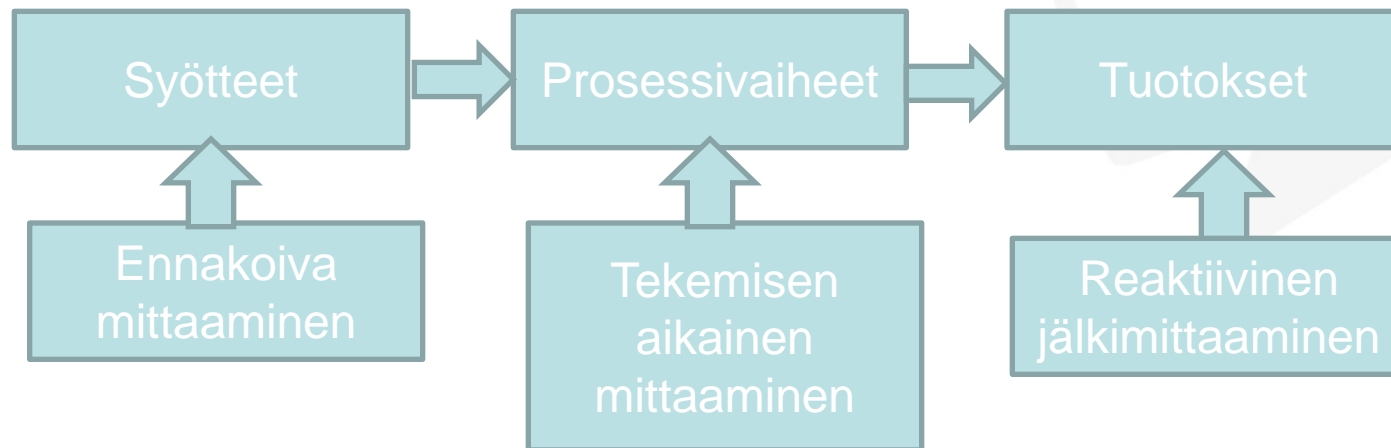 Syötteet
Prosessivaiheet
Tuotokset
Ennakoiva
mittaaminen
Tekemisen
aikainen
mittaaminen
Reaktiivinen
jälkimittaaminen